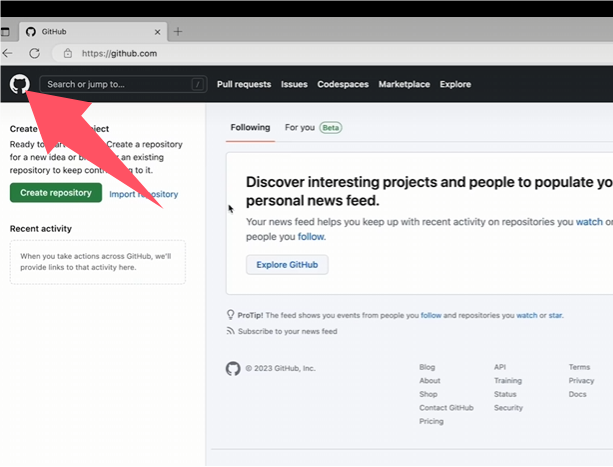 GitHub
https://github.com
Search or jump to... /
Pull requests Issues Codespaces Marketplace Explore
Create
ject
Ready to
Create a repository
for a new idea or
an existing
repository to keep
to it.
Create repository
Import repository
Recent activity
When you take actions across GitHub, we'll
provide links to that activity here.
Following For you Beta
Discover interesting projects and people to populate yo
personal news feed.
Your news feed helps you keep up with recent activity on repositories you watch or
people you follow.
Explore GitHub
ProTip! The feed shows you events from people you follow and repositories you watch or star.
Subscribe to your news feed
© 2023 GitHub, Inc.
Blog
About
Shop
Contact GitHub
Pricing
API
Training
Status
Security
Terms
Privacy
Docs